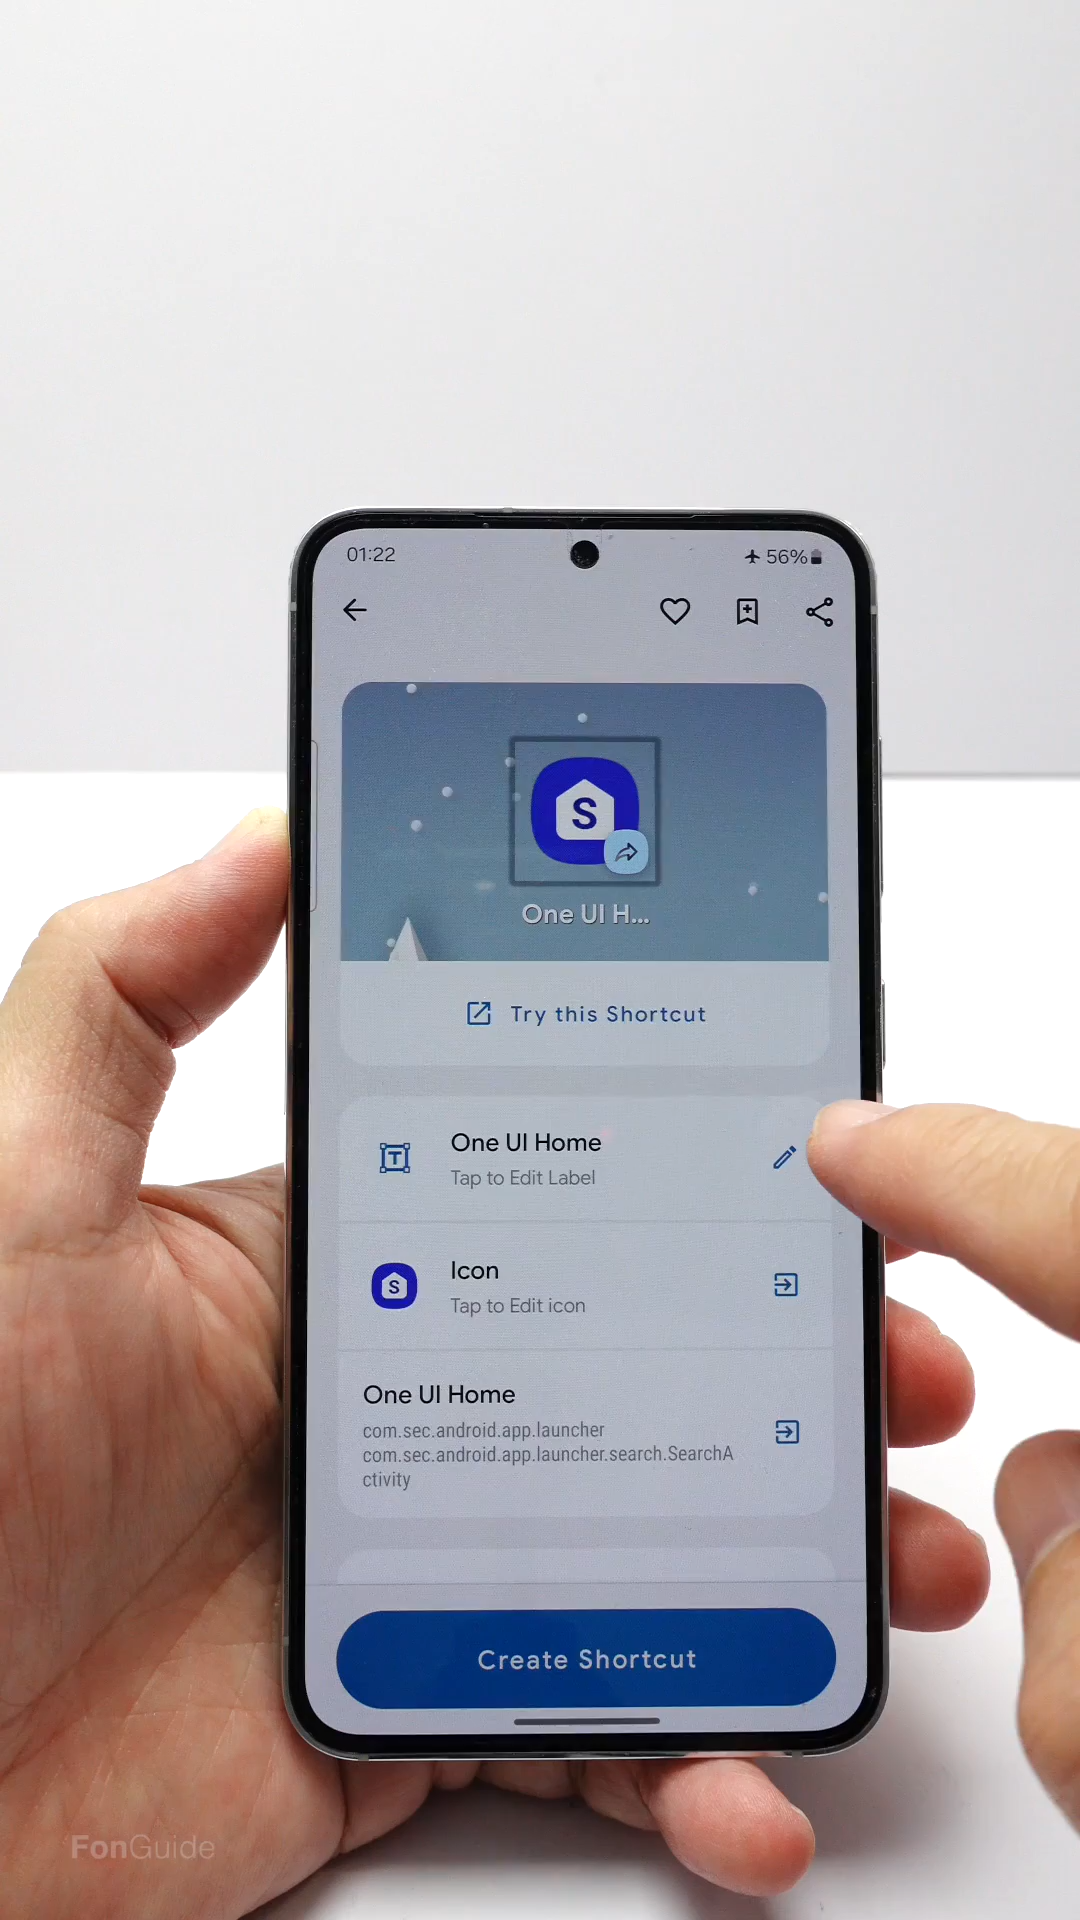 01:22
56%
S
One UI H...
Try this Shortcut
T
One UI Home
Tap to Edit Label
S
Icon
Tap to Edit icon
One UI Home
com.sec.android.app.launcher
com.sec.android.app.launcher.search.SearchA
ctivity
Create Shortcut
FonGuide